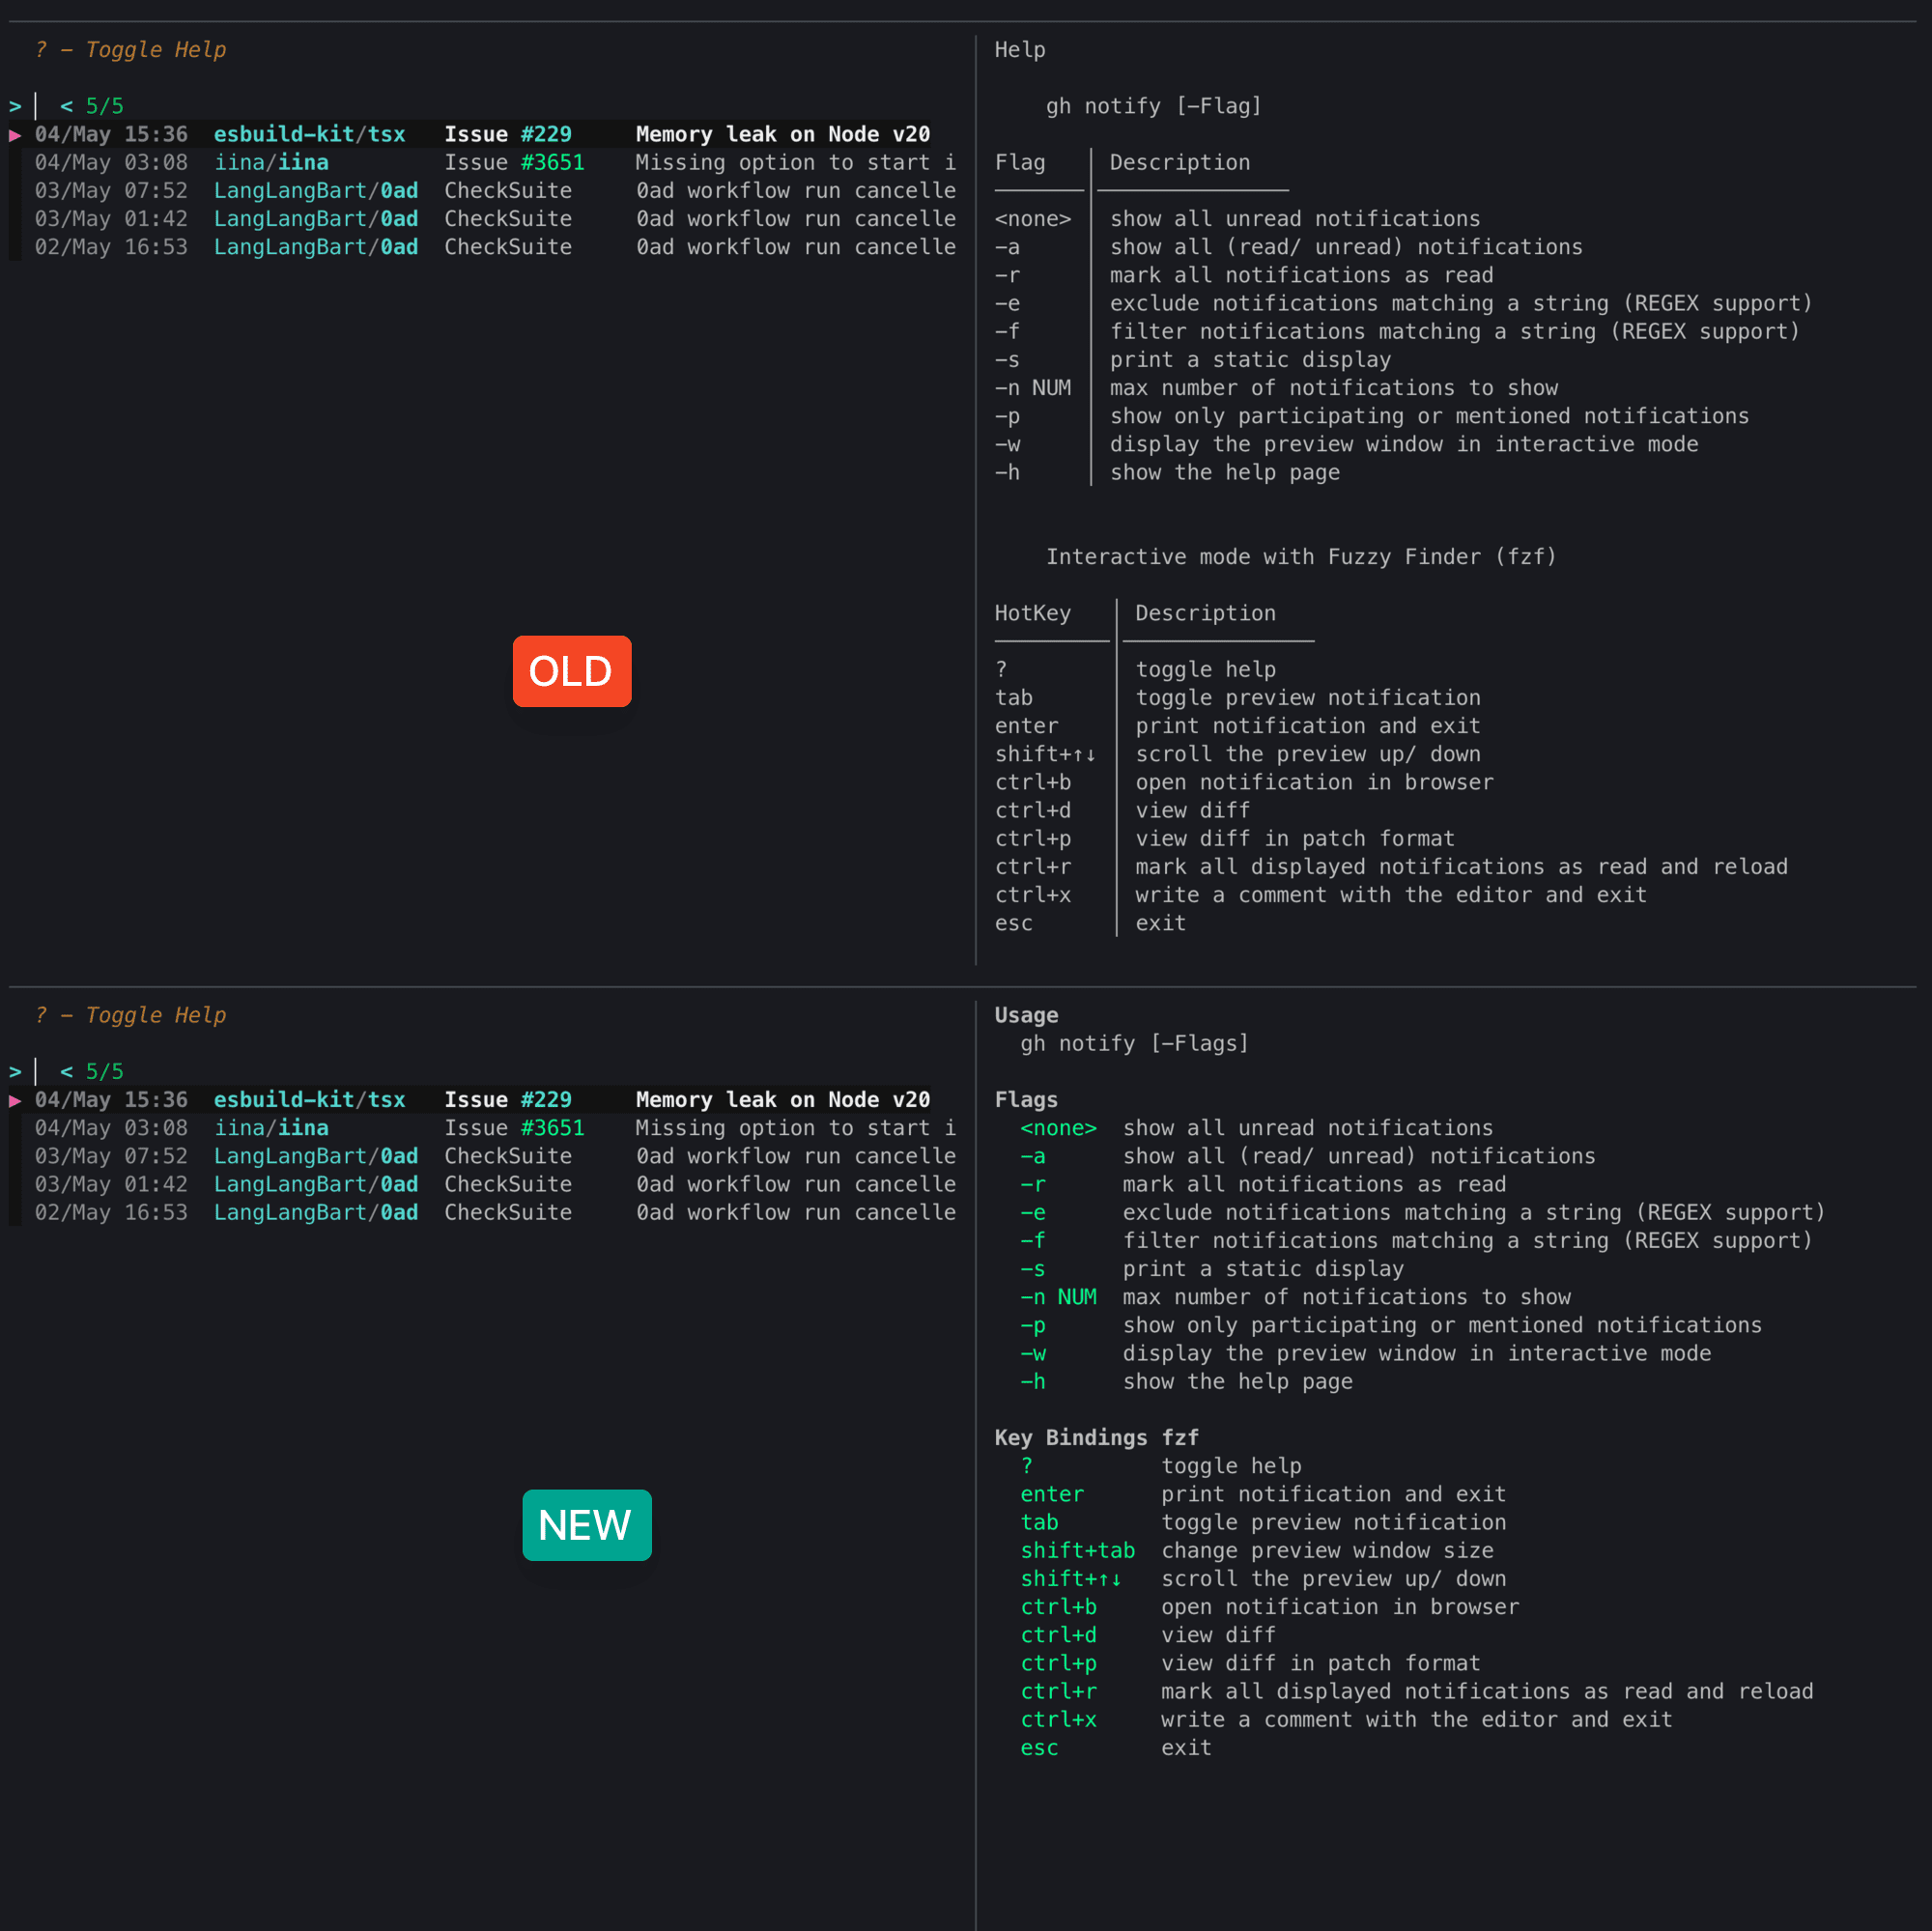 ? – Toggle Help
> < 5/5
▶ 04/May 15:36 esbuild-kit/tsx Issue #229 Memory leak on Node v20
04/May 03:08 iina/iina Issue #3651 Missing option to start i
03/May 07:52 LangLangBart/0ad CheckSuite 0ad workflow run cancelle
03/May 01:42 LangLangBart/0ad CheckSuite 0ad workflow run cancelle
02/May 16:53 LangLangBart/0ad CheckSuite 0ad workflow run cancelle
OLD
Help
gh notify [-Flag]
Flag Description
<none> show all unread notifications
-a show all (read/ unread) notifications
-r mark all notifications as read
-e exclude notifications matching a string (REGEX support)
-f filter notifications matching a string (REGEX support)
-s print a static display
-n NUM max number of notifications to show
-p show only participating or mentioned notifications
-w display the preview window in interactive mode
-h show the help page
Interactive mode with Fuzzy Finder (fzf)
HotKey Description
? toggle help
tab toggle preview notification
enter print notification and exit
shift+↑↓ scroll the preview up/ down
ctrl+b open notification in browser
ctrl+d view diff
ctrl+p view diff in patch format
ctrl+r mark all displayed notifications as read and reload
ctrl+x write a comment with the editor and exit
esc exit
? – Toggle Help
> < 5/5
▶ 04/May 15:36 esbuild-kit/tsx Issue #229 Memory leak on Node v20
04/May 03:08 iina/iina Issue #3651 Missing option to start i
03/May 07:52 LangLangBart/0ad CheckSuite 0ad workflow run cancelle
03/May 01:42 LangLangBart/0ad CheckSuite 0ad workflow run cancelle
02/May 16:53 LangLangBart/0ad CheckSuite 0ad workflow run cancelle
NEW
Usage
gh notify [-Flags]
Flags
<none> show all unread notifications
-a show all (read/ unread) notifications
-r mark all notifications as read
-e exclude notifications matching a string (REGEX support)
-f filter notifications matching a string (REGEX support)
-s print a static display
-n NUM max number of notifications to show
-p show only participating or mentioned notifications
-w display the preview window in interactive mode
-h show the help page
Key Bindings fzf
? toggle help
enter print notification and exit
tab toggle preview notification
shift+tab change preview window size
shift+↑↓ scroll the preview up/ down
ctrl+b open notification in browser
ctrl+d view diff
ctrl+p view diff in patch format
ctrl+r mark all displayed notifications as read and reload
ctrl+x write a comment with the editor and exit
esc exit